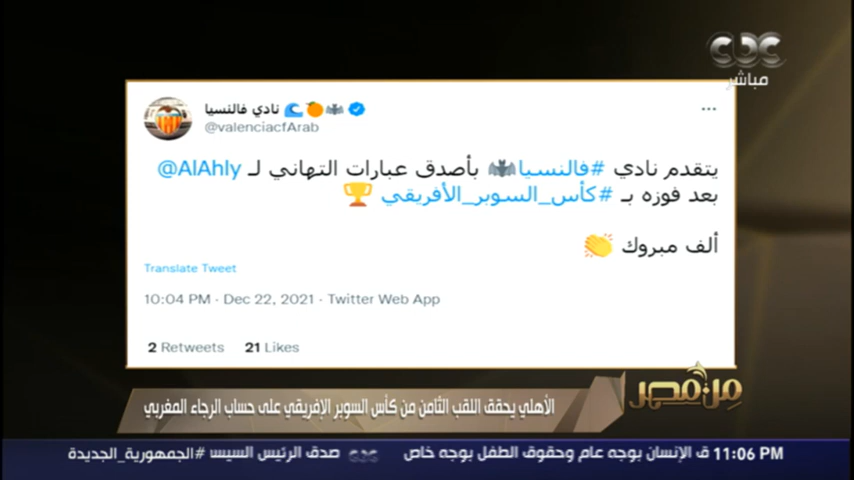 cbc
مباشر
نادي فالنسيا
@valenciacfArab
يتقدم نادي #فالنسيا بأصدق عبارات التهاني لـ @AlAhly
بعد فوزه بـ #كأس_السوبر_الأفريقي
ألف مبروك
Translate Tweet
10:04 PM · Dec 22, 2021 · Twitter Web App
2 Retweets 21 Likes
من مصر
الأهلي يحقق اللقب الثامن من كأس السوبر الإفريقي على حساب الرجاء المغربي
11:06 PM ق الإنسان بوجه عام وحقوق الطفل بوجه خاص cbc صدق الرئيس السيسـ #الجمهورية_الجديدة